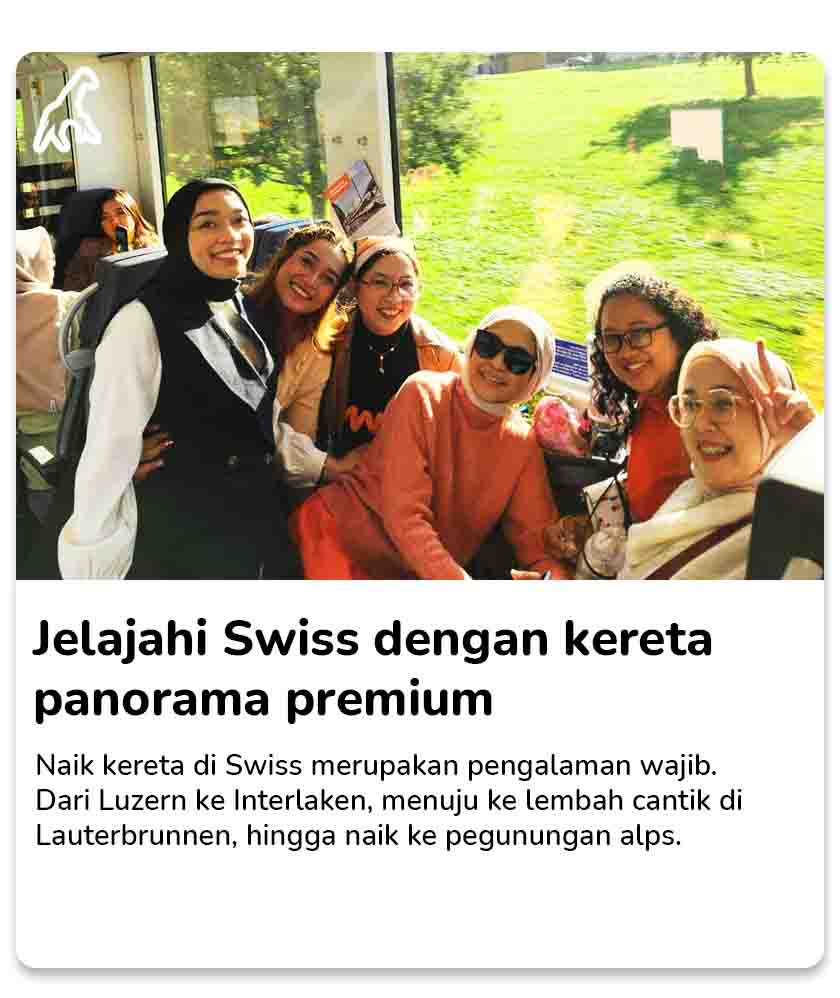 Jelajahi Swiss dengan kereta
panorama premium
Naik kereta di Swiss merupakan pengalaman wajib.
Dari Luzern ke Interlaken, menuju ke lembah cantik di
Lauterbrunnen, hingga naik ke pegunungan alps.